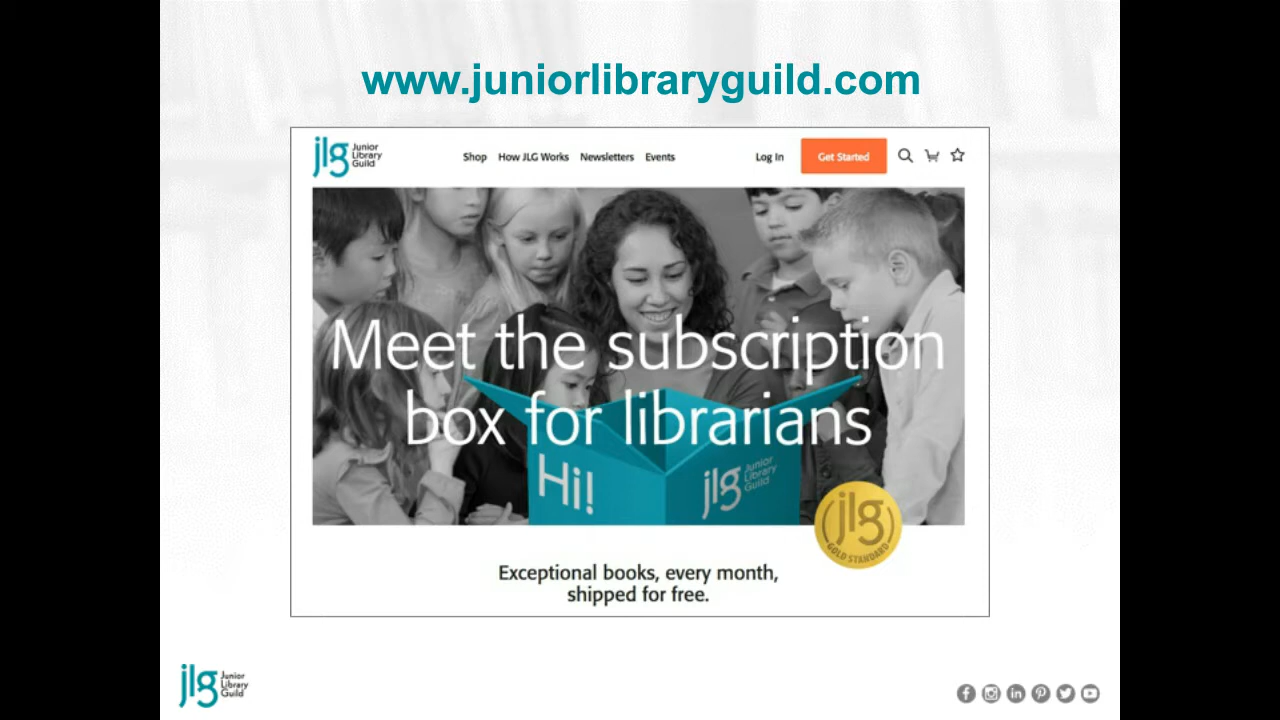 www.juniorlibraryguild.com
jlg Junior Library Guild
Shop How JLG Works Newsletters Events Log In Get Started
Meet the subscription
box for librarians
Hi! jlg Junior Library Guild
jlg
GOLD STANDARD
Exceptional books, every month,
shipped for free.
jlg Junior Library Guild